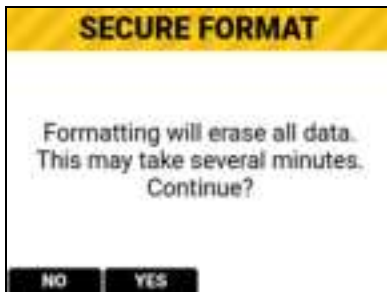 SECURE FORMAT
Formatting will erase all data.
This may take several minutes.
Continue?
NO YES